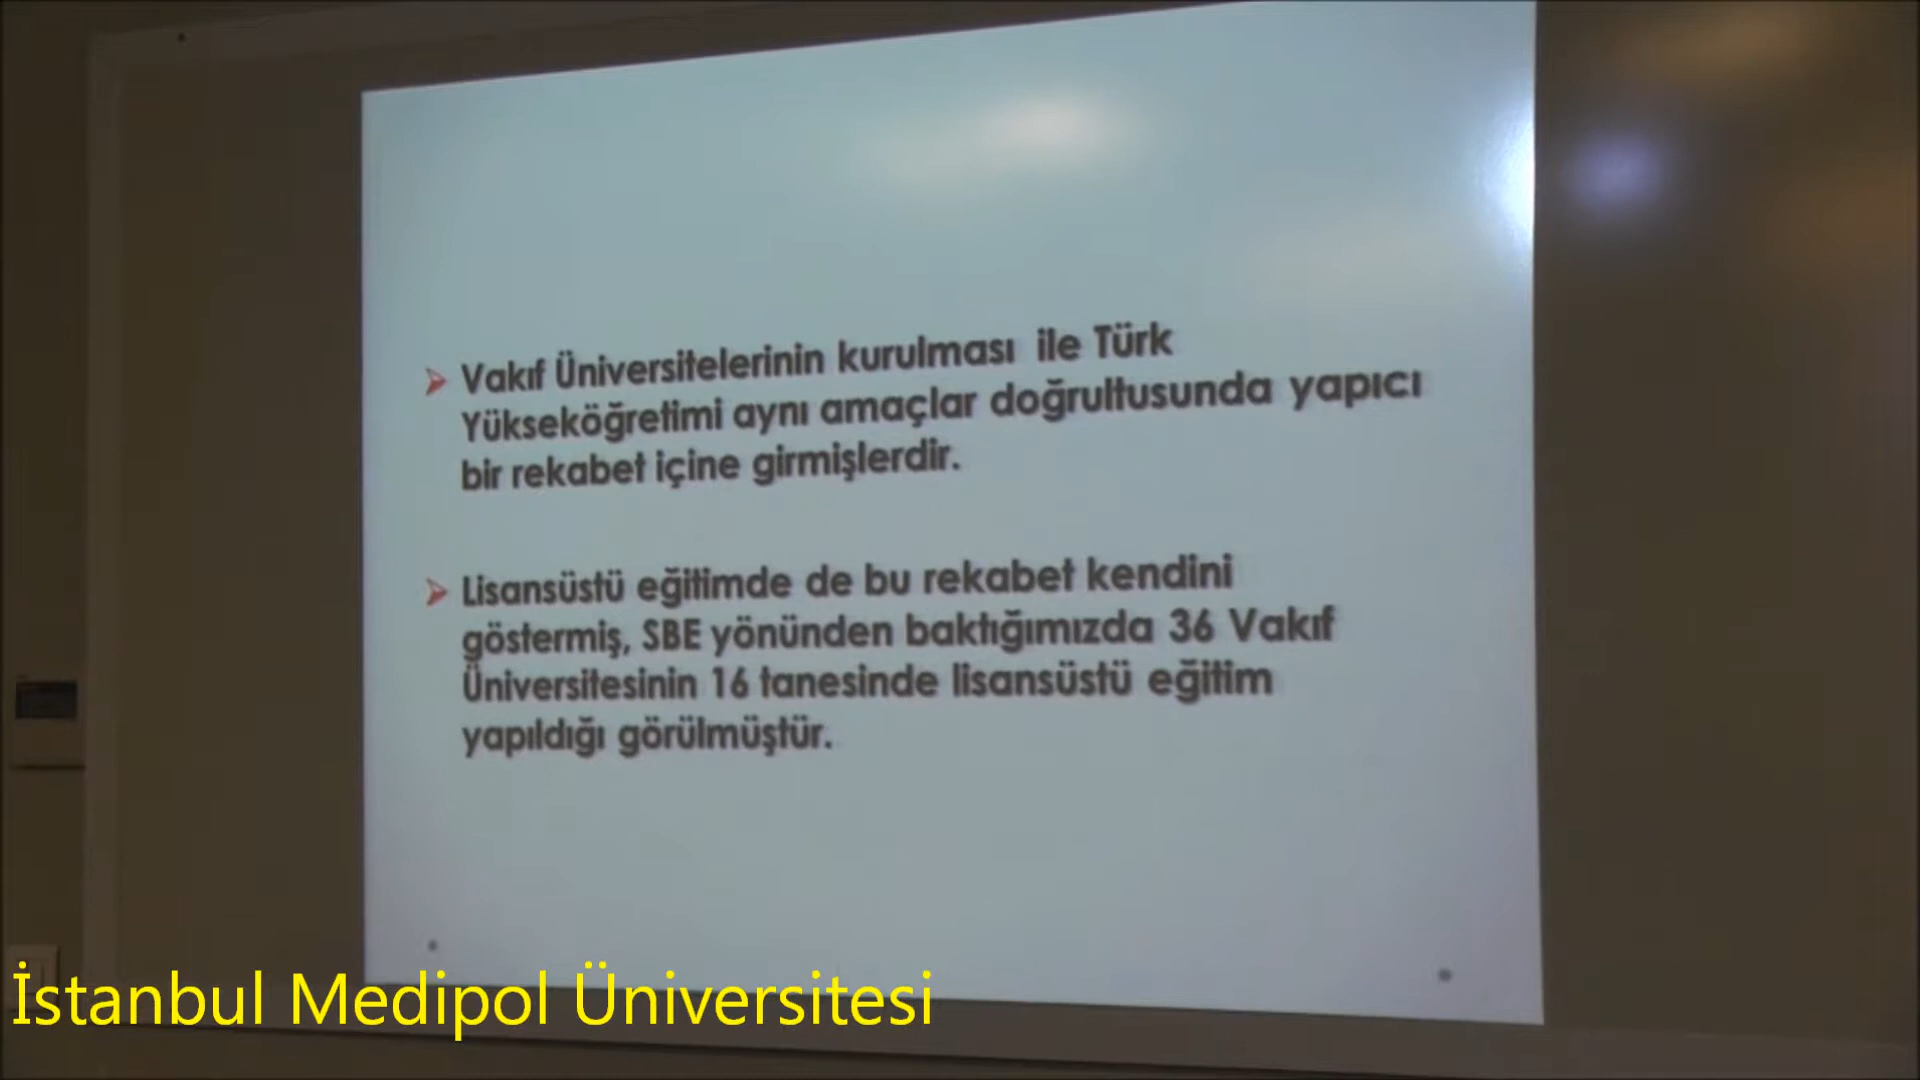 Vakıf Üniversitelerinin kurulması ile Türk
Yükseköğretimi aynı amaçlar doğrultusunda yapıcı
bir rekabet içine girmişlerdir.
Lisansüstü eğitimde de bu rekabet kendini
göstermiş, SBE yönünden baktığımızda 36 Vakıf
Üniversitesinin 16 tanesinde lisansüstü eğitim
yapıldığı görülmüştür.
İstanbul Medipol Üniversitesi